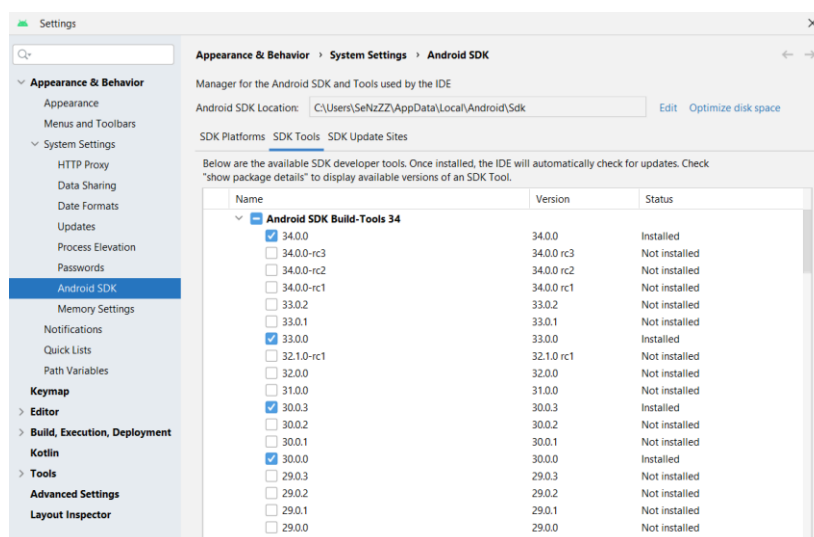 Settings
Appearance & Behavior
Appearance
Menus and Toolbars
System Settings
HTTP Proxy
Data Sharing
Date Formats
Updates
Process Elevation
Passwords
Android SDK
Memory Settings
Notifications
Quick Lists
Path Variables
Keymap
Editor
Build, Execution, Deployment
Kotlin
Tools
Advanced Settings
Layout Inspector
Appearance & Behavior › System Settings › Android SDK
Manager for the Android SDK and Tools used by the IDE
Android SDK Location: C:\Users\SeNzZZ\AppData\Local\Android\Sdk Edit Optimize disk space
SDK Platforms SDK Tools SDK Update Sites
Below are the available SDK developer tools. Once installed, the IDE will automatically check for updates. Check
"show package details" to display available versions of an SDK Tool.
Name Version Status
Android SDK Build-Tools 34
34.0.0 34.0.0 Installed
34.0.0-rc3 34.0.0 rc3 Not installed
34.0.0-rc2 34.0.0 rc2 Not installed
34.0.0-rc1 34.0.0 rc1 Not installed
33.0.2 33.0.2 Not installed
33.0.1 33.0.1 Not installed
33.0.0 33.0.0 Installed
32.1.0-rc1 32.1.0 rc1 Not installed
32.0.0 32.0.0 Not installed
31.0.0 31.0.0 Not installed
30.0.3 30.0.3 Installed
30.0.2 30.0.2 Not installed
30.0.1 30.0.1 Not installed
30.0.0 30.0.0 Installed
29.0.3 29.0.3 Not installed
29.0.2 29.0.2 Not installed
29.0.1 29.0.1 Not installed
29.0.0 29.0.0 Not installed